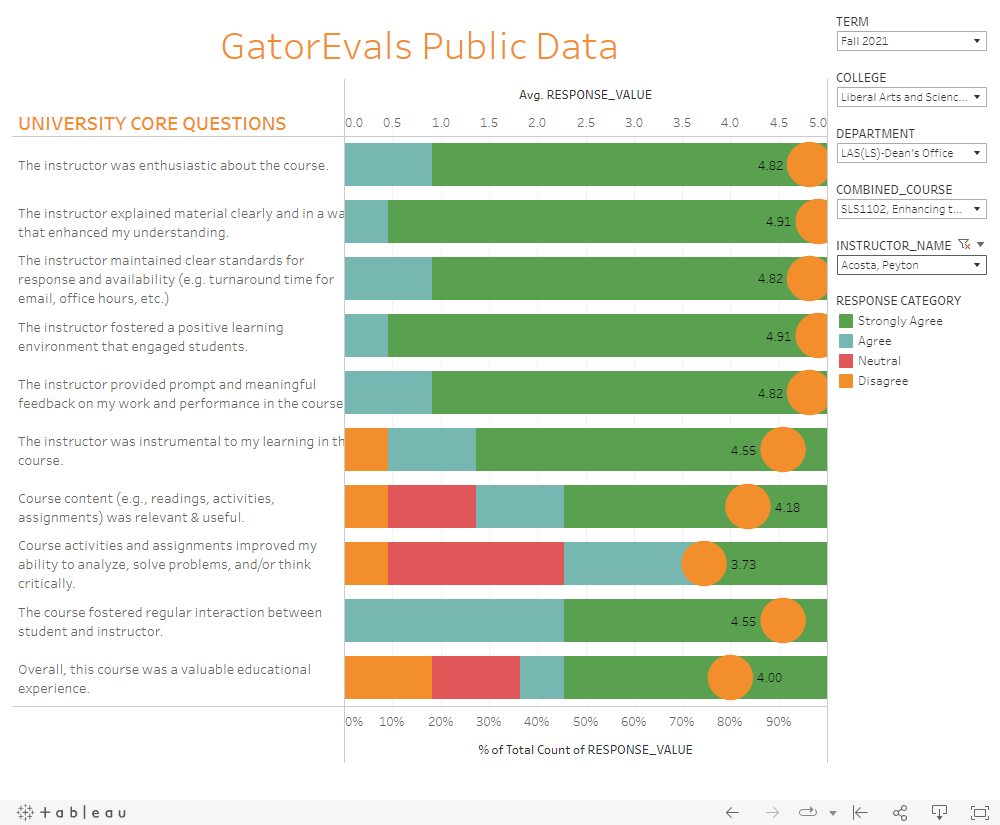 GatorEvals Public Data
TERM
Fall 2021
COLLEGE
Liberal Arts and Scienc...
DEPARTMENT
LAS(LS)-Dean's Office
COMBINED_COURSE
SLS1102, Enhancing t...
INSTRUCTOR_NAME
Acosta, Peyton
RESPONSE CATEGORY
Strongly Agree
Agree
Neutral
Disagree
Avg. RESPONSE_VALUE
UNIVERSITY CORE QUESTIONS
0.0 0.5 1.0 1.5 2.0 2.5 3.0 3.5 4.0 4.5 5.0
The instructor was enthusiastic about the course.
4.82
The instructor explained material clearly and in a wa
that enhanced my understanding.
4.91
The instructor maintained clear standards for
response and availability (e.g. turnaround time for
email, office hours, etc.)
4.82
The instructor fostered a positive learning
environment that engaged students.
4.91
The instructor provided prompt and meaningful
feedback on my work and performance in the course
4.82
The instructor was instrumental to my learning in th
course.
4.55
Course content (e.g., readings, activities,
assignments) was relevant & useful.
4.18
Course activities and assignments improved my
ability to analyze, solve problems, and/or think
critically.
3.73
The course fostered regular interaction between
student and instructor.
4.55
Overall, this course was a valuable educational
experience.
4.00
0% 10% 20% 30% 40% 50% 60% 70% 80% 90%
% of Total Count of RESPONSE_VALUE
+ableau